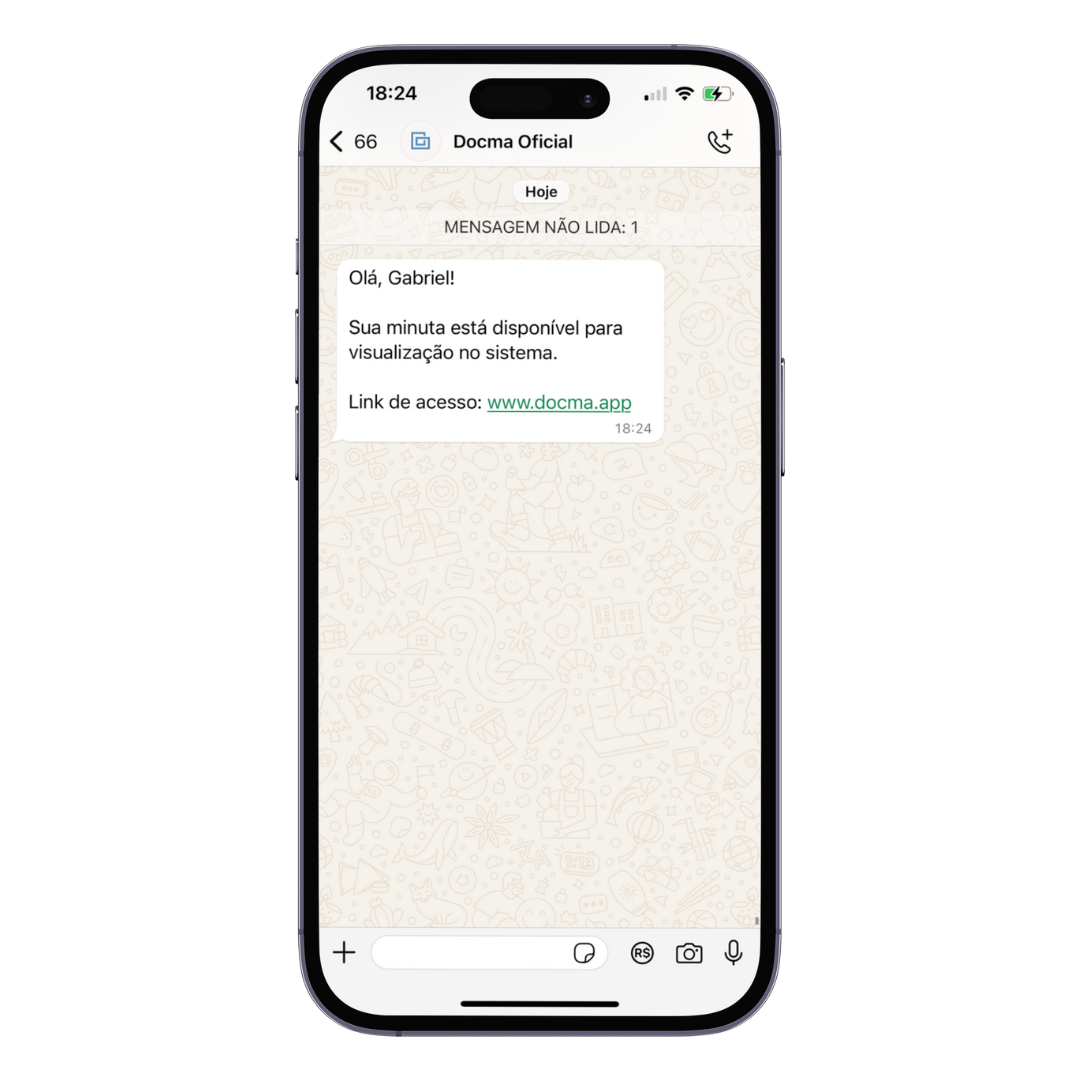 18:24
66
Docma Oficial
Hoje
MENSAGEM NÃO LIDA: 1
Olá, Gabriel!
Sua minuta está disponível para
visualização no sistema.
Link de acesso: www.docma.app
18:24
R$